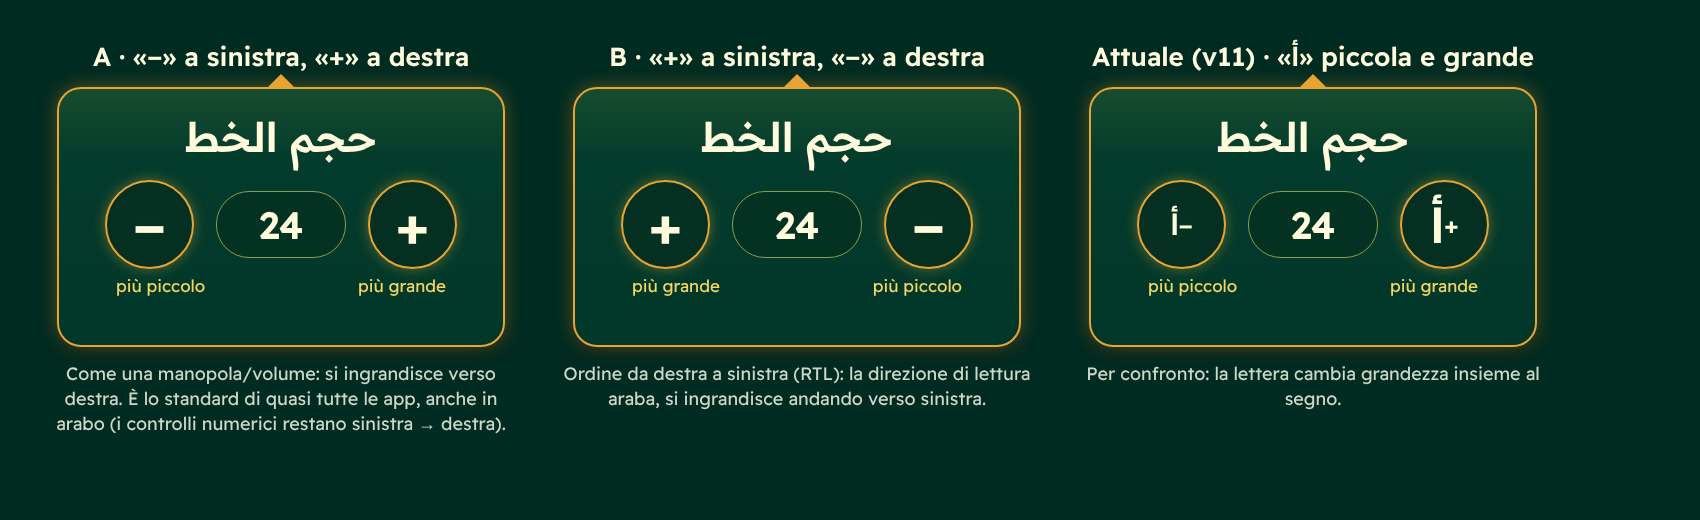 A · «−» a sinistra, «+» a destra
حجم الخط
− 24 +
più piccolo più grande
Come una manopola/volume: si ingrandisce verso
destra. È lo standard di quasi tutte le app, anche in
arabo (i controlli numerici restano sinistra → destra).
B · «+» a sinistra, «−» a destra
حجم الخط
+ 24 −
più grande più piccolo
Ordine da destra a sinistra (RTL): la direzione di lettura
araba, si ingrandisce andando verso sinistra.
Attuale (v11) · «أ» piccola e grande
حجم الخط
أ− 24 أ+
più piccolo più grande
Per confronto: la lettera cambia grandezza insieme al
segno.